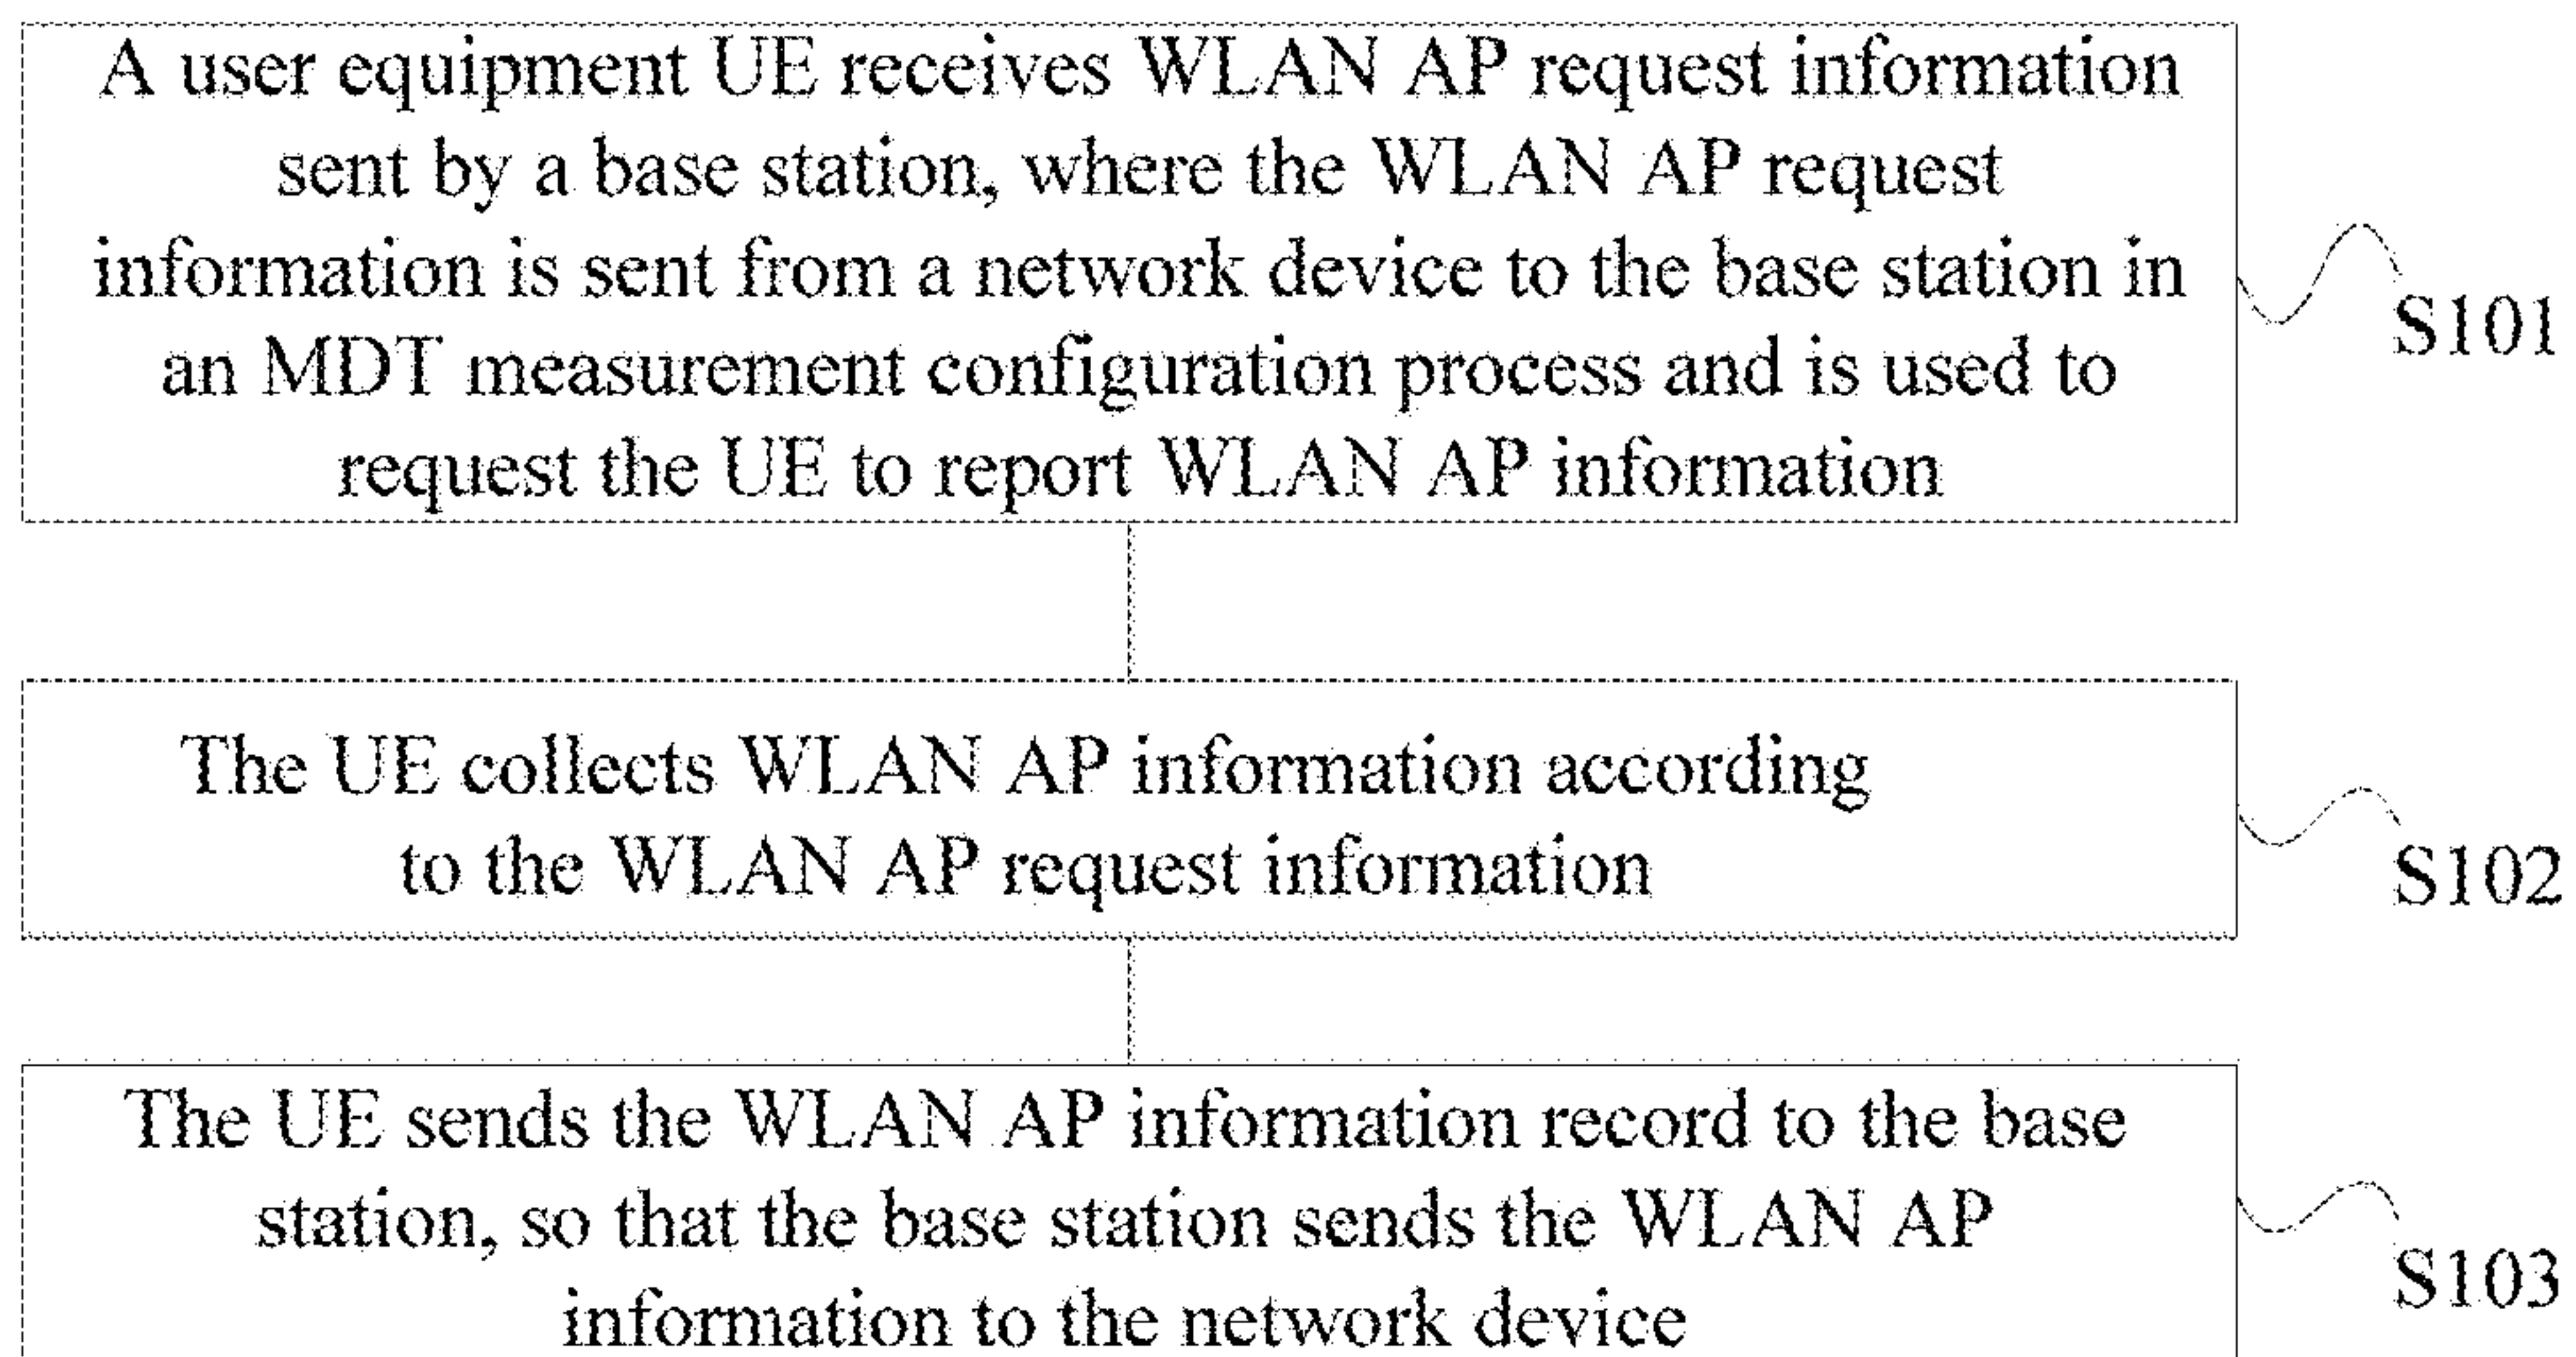 A user equipment UE receives WLAN AP request information
sent by a base station, where the WLAN AP request
information is sent from a network device to the base station in
an MDT measurement configuration process and is used to
request the UE to report WLAN AP information
S101
The UE collects WLAN AP information according
to the WLAN AP request information
S102
The UE sends the WLAN AP information record to the base
station, so that the base station sends the WLAN AP
information to the network device
S103